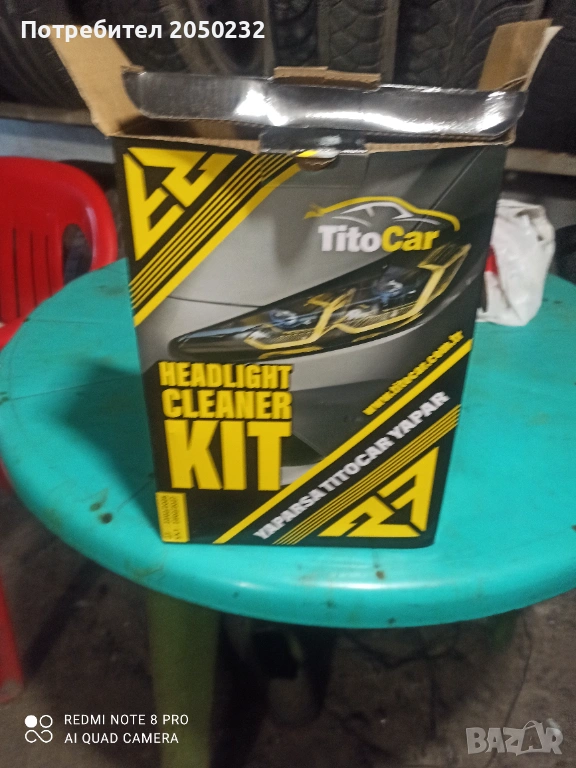 Потребител 2050232
TitoCar
HEADLIGHT
CLEANER
KIT
www.titocar.com.tr
YAPARSA TITOCAR YAPAR
REDMI NOTE 8 PRO
AI QUAD CAMERA
BAZAR